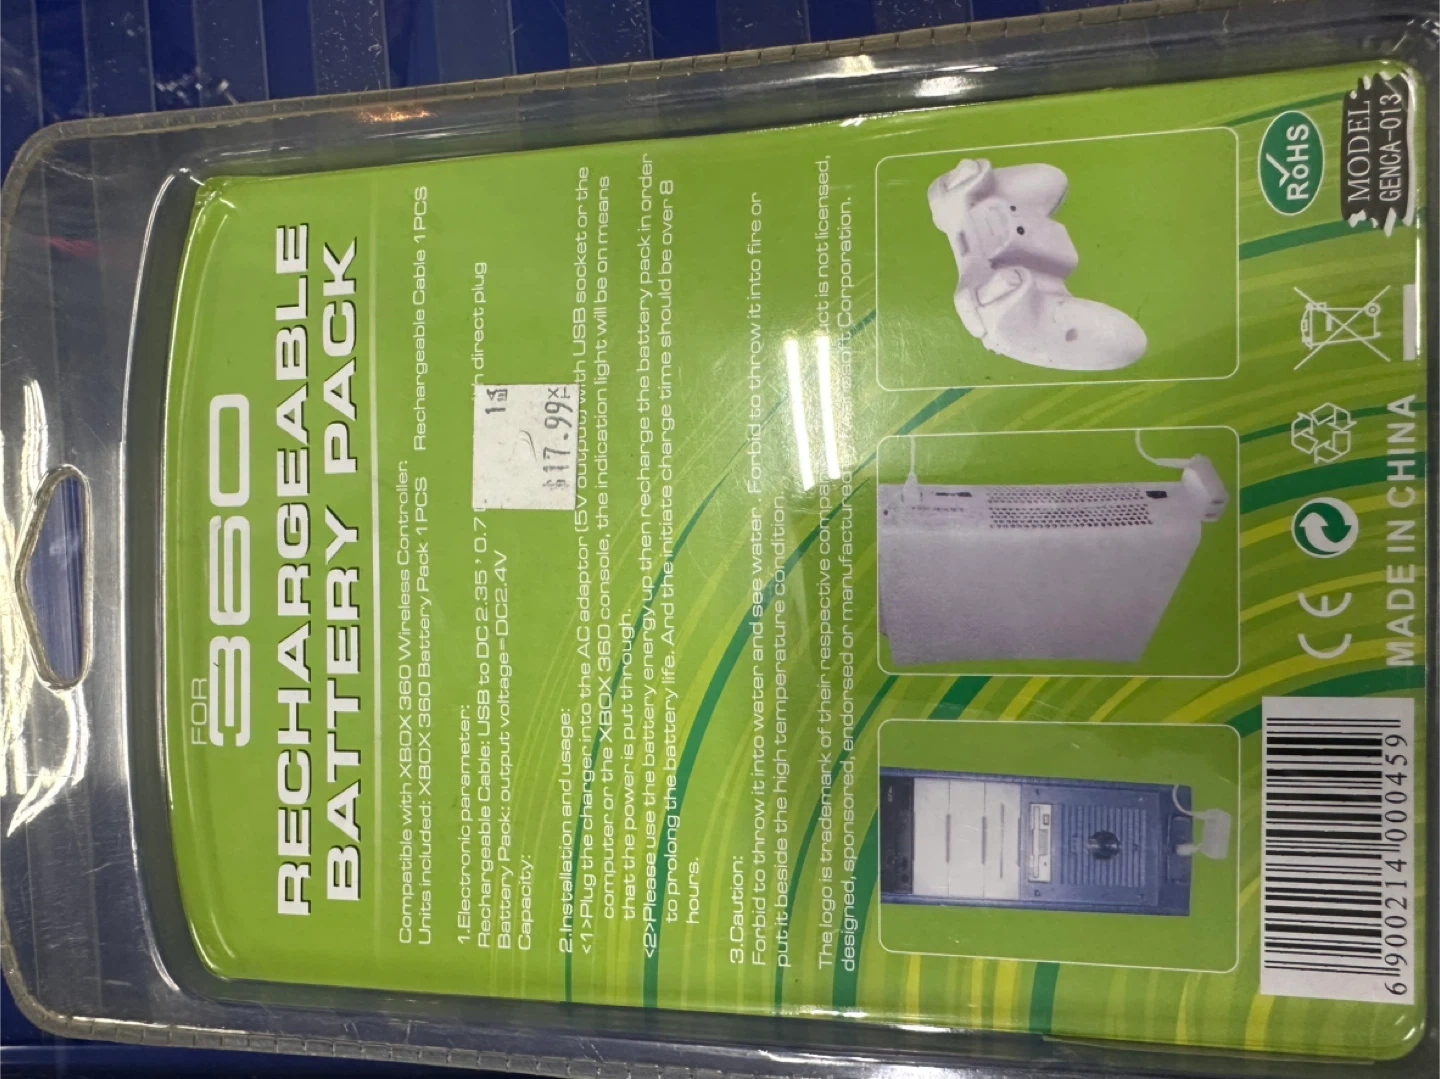 FOR
360
RECHARGEABLE
BATTERY PACK
Compatible with XBOX 360 Wireless Controller:
Units included: XBOX 360 Battery Pack 1PCS Rechargeable Cable 1PCS
1.Electronic parameter:
Rechargeable Cable: USB to DC 2.35*0.7 in direct plug
Battery Pack: output voltage=DC2.4V
Capacity:
$17.99
2.Installation and usage:
<1>Plug the charger into the AC adaptor (5V output) with USB socket or the
computer or the XBOX 360 console, the indication light will be on means
that the power is put through.
<2>Please use the battery energy up then recharge the battery pack in order
to prolong the battery life. And the initiate charge time should be over 8
hours.
3.Caution:
Forbid to throw it into water and see water. Forbid to throw it into fire or
put it beside the high temperature condition.
The logo is trademark of their respective is not licensed,
designed, sponsored, endorsed or manufactured Corporation.
6 900214 000459
CE
MADE IN CHINA
RoHS
MODEL
GENCA-013